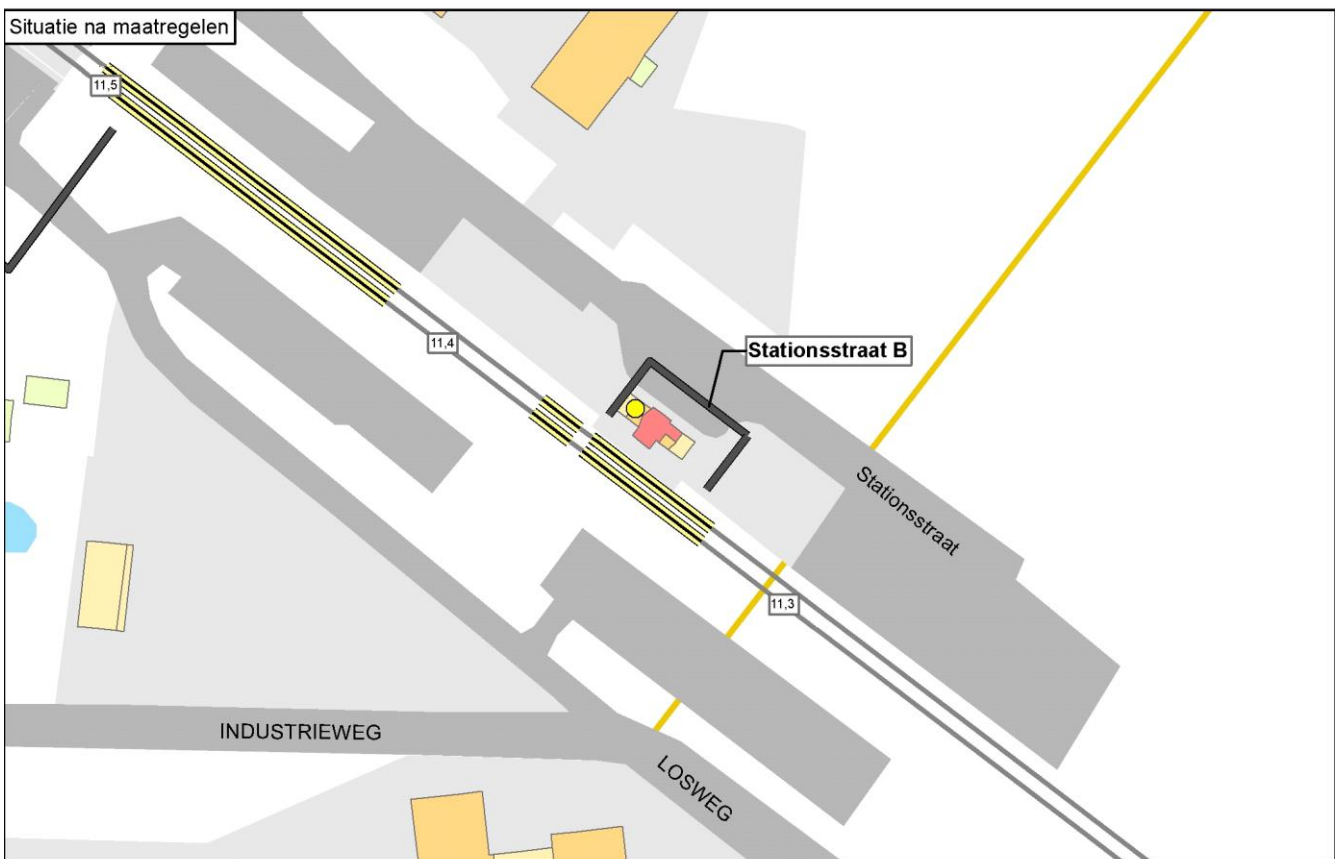 Situatie na maatregelen
11,5
11,4
Stationsstraat B
Stationsstraat
11,3
INDUSTRIEWEG
LOSWEG